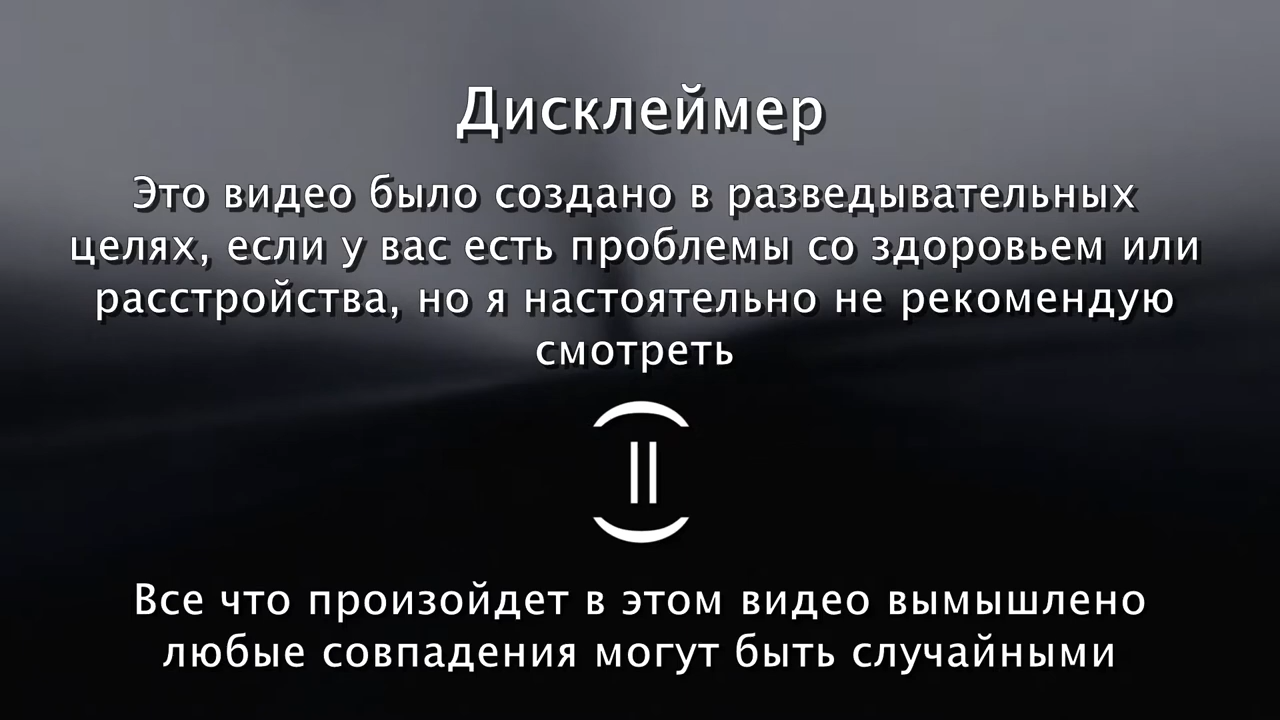 Дисклеймер
Это видео было создано в разведывательных
целях, если у вас есть проблемы со здоровьем или
расстройства, но я настоятельно не рекомендую
смотреть
Все что произойдет в этом видео вымышлено
любые совпадения могут быть случайными